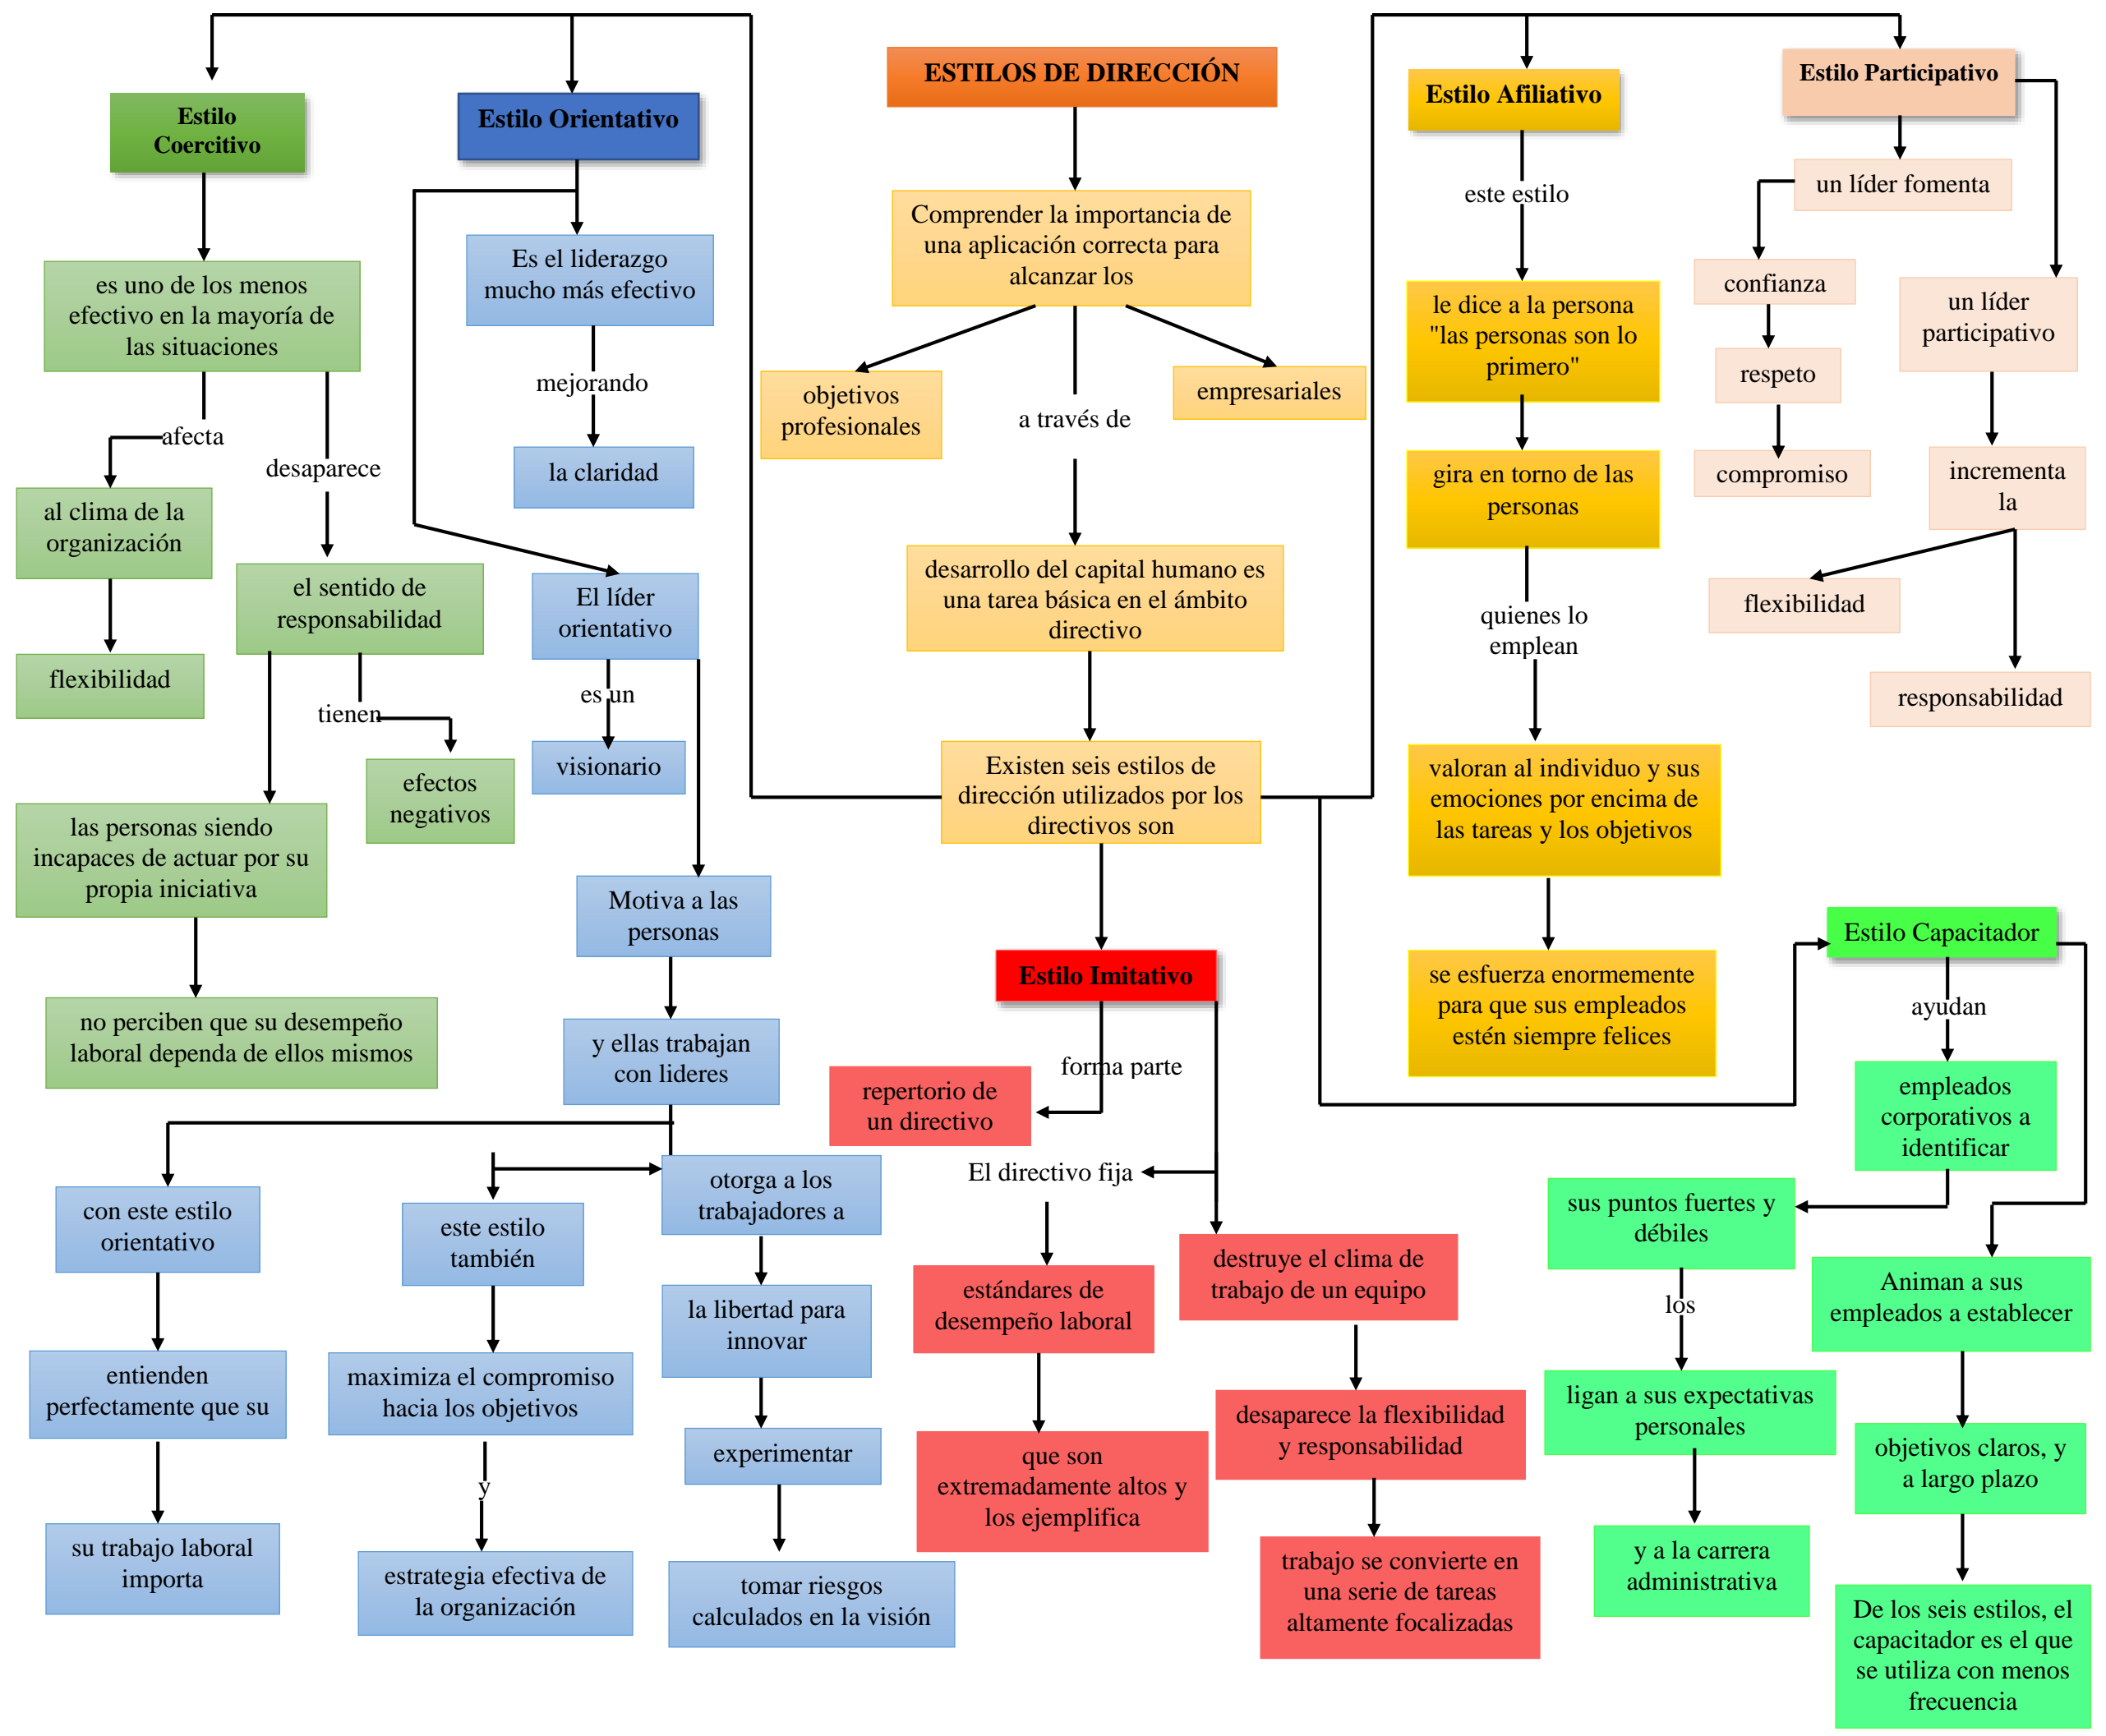 ESTILOS DE DIRECCIÓN
Comprender la importancia de
una aplicación correcta para
alcanzar los
objetivos
profesionales
a través de
empresariales
desarrollo del capital humano es
una tarea básica en el ámbito
directivo
Existen seis estilos de
dirección utilizados por los
directivos son
Estilo
Coercitivo
es uno de los menos
efectivo en la mayoría de
las situaciones
afecta
desaparece
al clima de la
organización
flexibilidad
el sentido de
responsabilidad
tienen
efectos
negativos
las personas siendo
incapaces de actuar por su
propia iniciativa
no perciben que su desempeño
laboral dependa de ellos mismos
Estilo Orientativo
Es el liderazgo
mucho más efectivo
mejorando
la claridad
El líder
orientativo
es un
visionario
Motiva a las
personas
y ellas trabajan
con lideres
con este estilo
orientativo
entienden
perfectamente que su
su trabajo laboral
importa
este estilo
también
maximiza el compromiso
hacia los objetivos
y
estrategia efectiva de
la organización
otorga a los
trabajadores a
la libertad para
innovar
experimentar
tomar riesgos
calculados en la visión
Estilo Imitativo
forma parte
repertorio de
un directivo
El directivo fija
estándares de
desempeño laboral
que son
extremadamente altos y
los ejemplifica
destruye el clima de
trabajo de un equipo
desaparece la flexibilidad
y responsabilidad
trabajo se convierte en
una serie de tareas
altamente focalizadas
Estilo Afiliativo
este estilo
le dice a la persona
"las personas son lo
primero"
gira en torno de las
personas
quienes lo
emplean
valoran al individuo y sus
emociones por encima de
las tareas y los objetivos
se esfuerza enormemente
para que sus empleados
estén siempre felices
Estilo Participativo
un líder fomenta
confianza
respeto
compromiso
un líder
participativo
incrementa
la
flexibilidad
responsabilidad
Estilo Capacitador
ayudan
empleados
corporativos a
identificar
sus puntos fuertes y
débiles
los
ligan a sus expectativas
personales
y a la carrera
administrativa
Animan a sus
empleados a establecer
objetivos claros, y
a largo plazo
De los seis estilos, el
capacitador es el que
se utiliza con menos
frecuencia